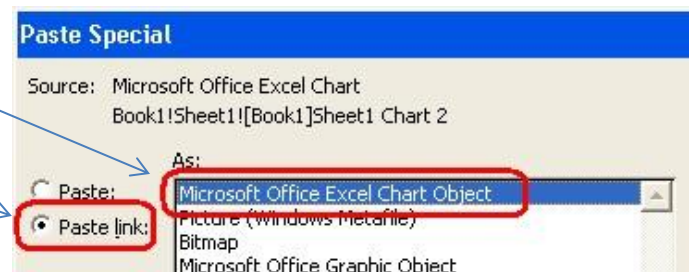 Paste Special
Source: Microsoft Office Excel Chart
Book1!Sheet1![Book1]Sheet1 Chart 2
As:
Paste:
Microsoft Office Excel Chart Object
Paste link:
Picture (Windows Metafile)
Bitmap
Microsoft Office Graphic Object